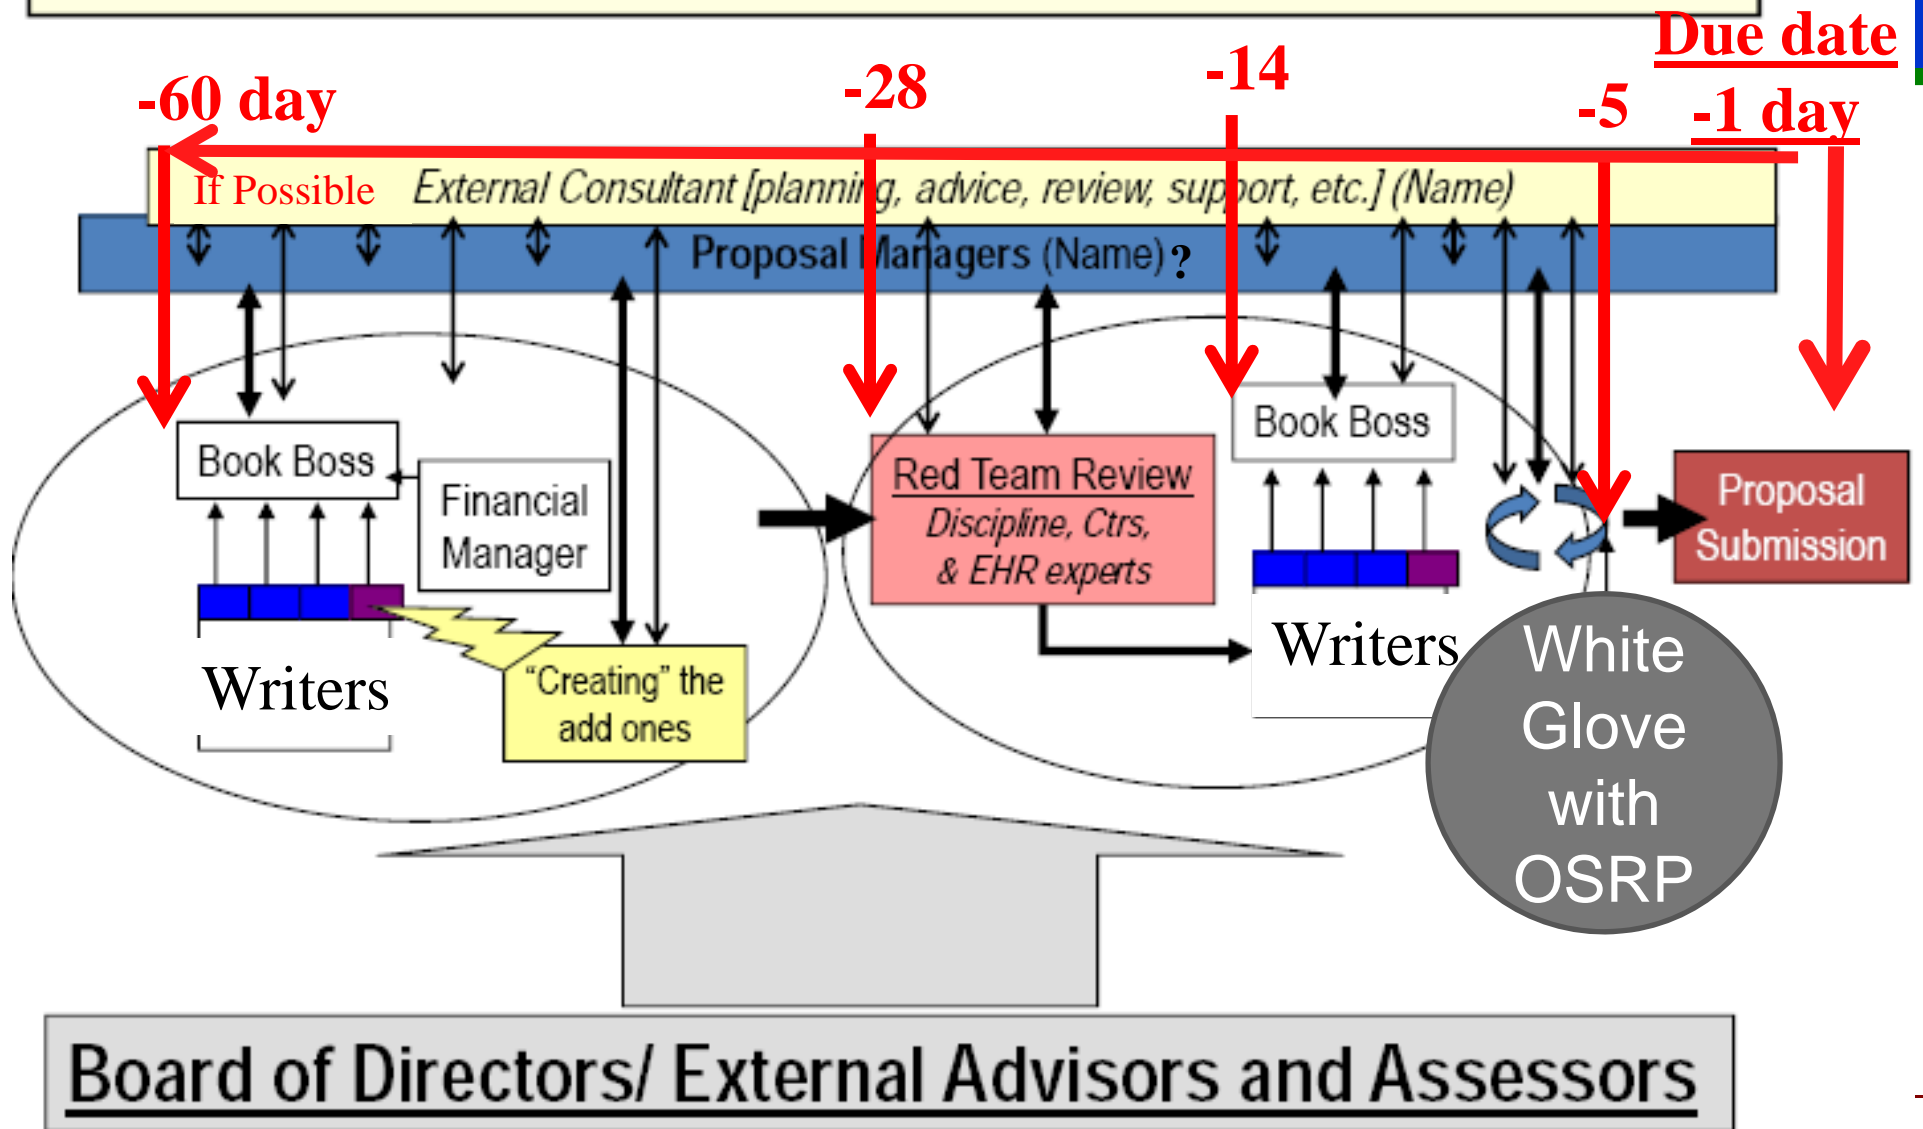 Due date
-60 day
-28
-14
-5
-1 day
If Possible
External Consultant [planning, advice, review, support, etc.] (Name)
Proposal Managers (Name) ?
Book Boss
Financial
Manager
Writers
"Creating" the
add ones
Red Team Review
Discipline, Ctrs,
& EHR experts
Book Boss
Writers
Proposal
Submission
White
Glove
with
OSRP
Board of Directors/ External Advisors and Assessors